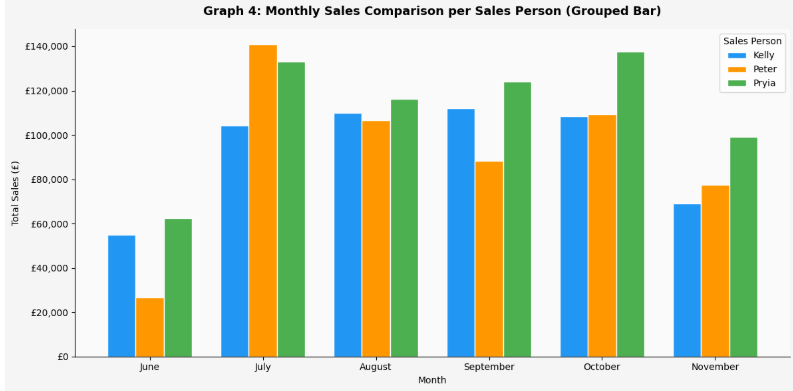 Graph 4: Monthly Sales Comparison per Sales Person (Grouped Bar)
Sales Person
Kelly
Peter
Pryia
£140,000
£120,000
£100,000
£80,000
£60,000
£40,000
£20,000
£0
Total Sales (£)
June July August September October November
Month